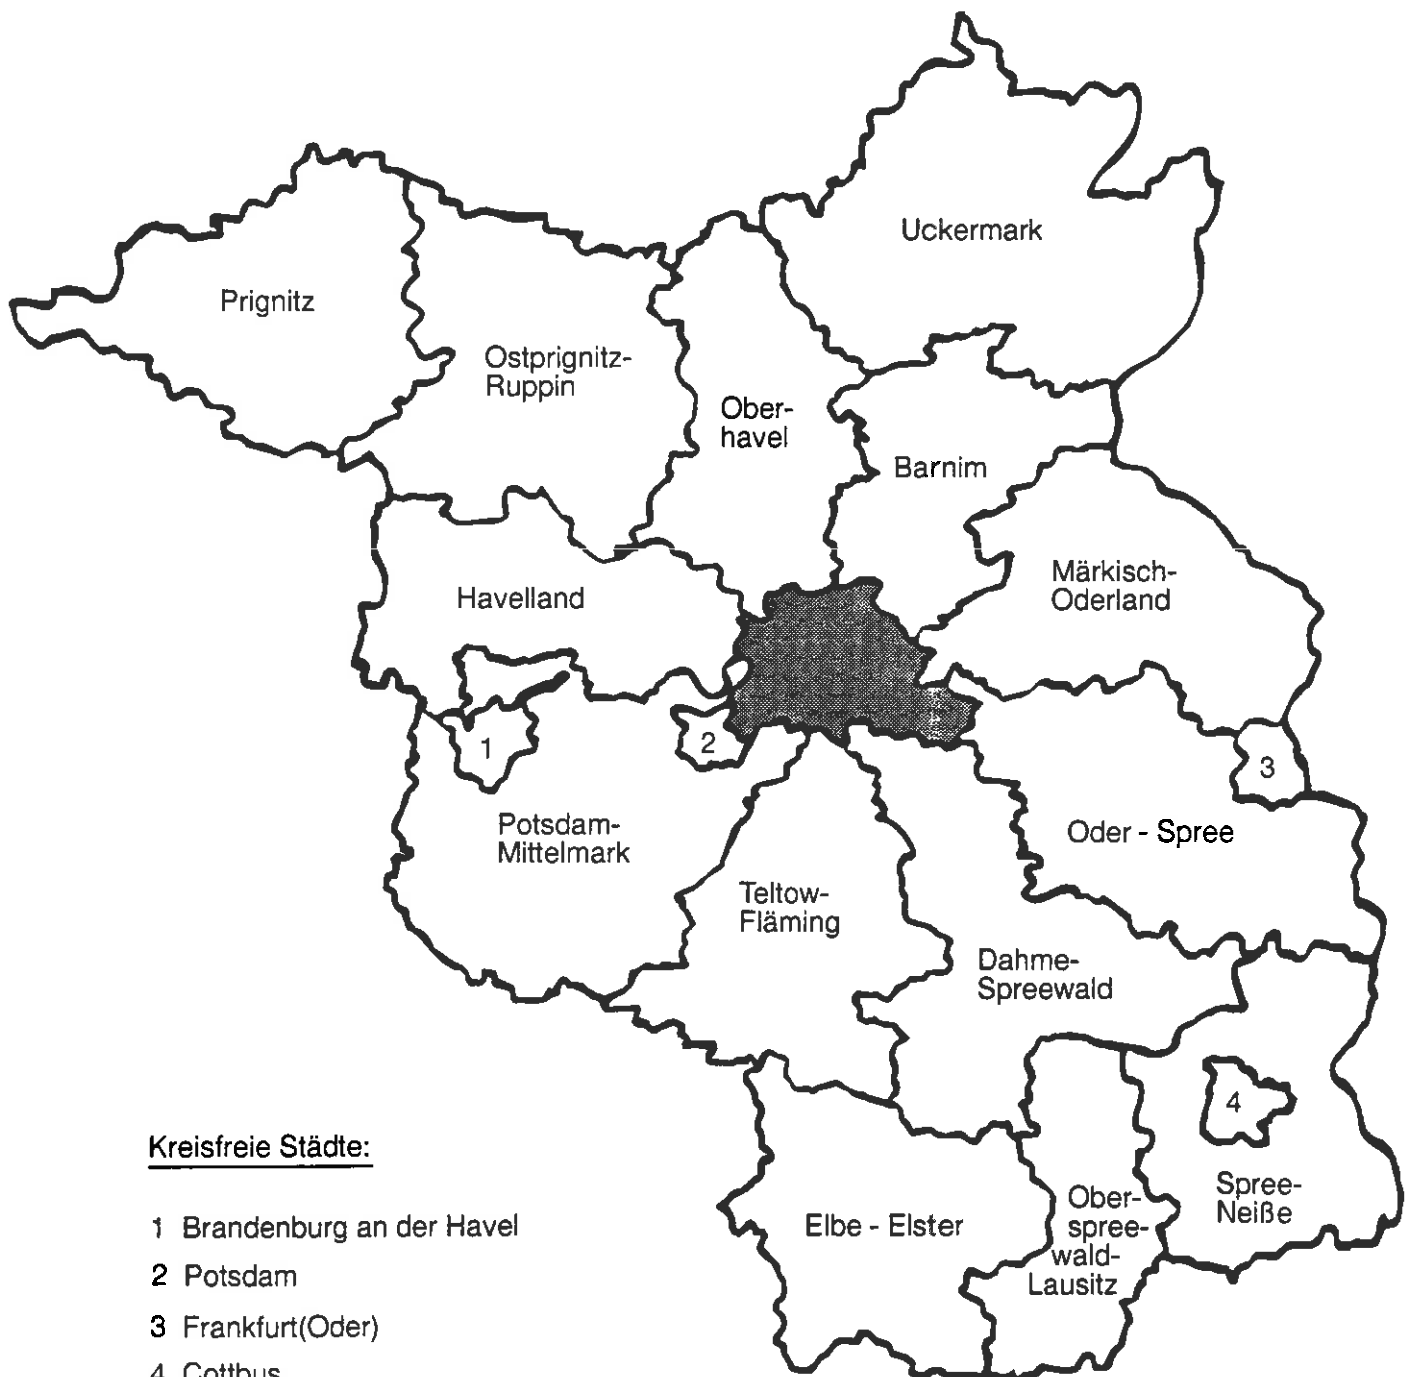 Uckermark
Prignitz
Ostprignitz-
Ruppin
Ober-
havel
Barnim
Märkisch-
Oderland
Havelland
1
2
3
Potsdam-
Mittelmark
Oder - Spree
Teltow-
Fläming
Dahme-
Spreewald
4
Kreisfreie Städte:
Spree-
Neiße
Ober-
spree-
wald-
Lausitz
Elbe - Elster
1 Brandenburg an der Havel
2 Potsdam
3 Frankfurt(Oder)
4 Cottbus